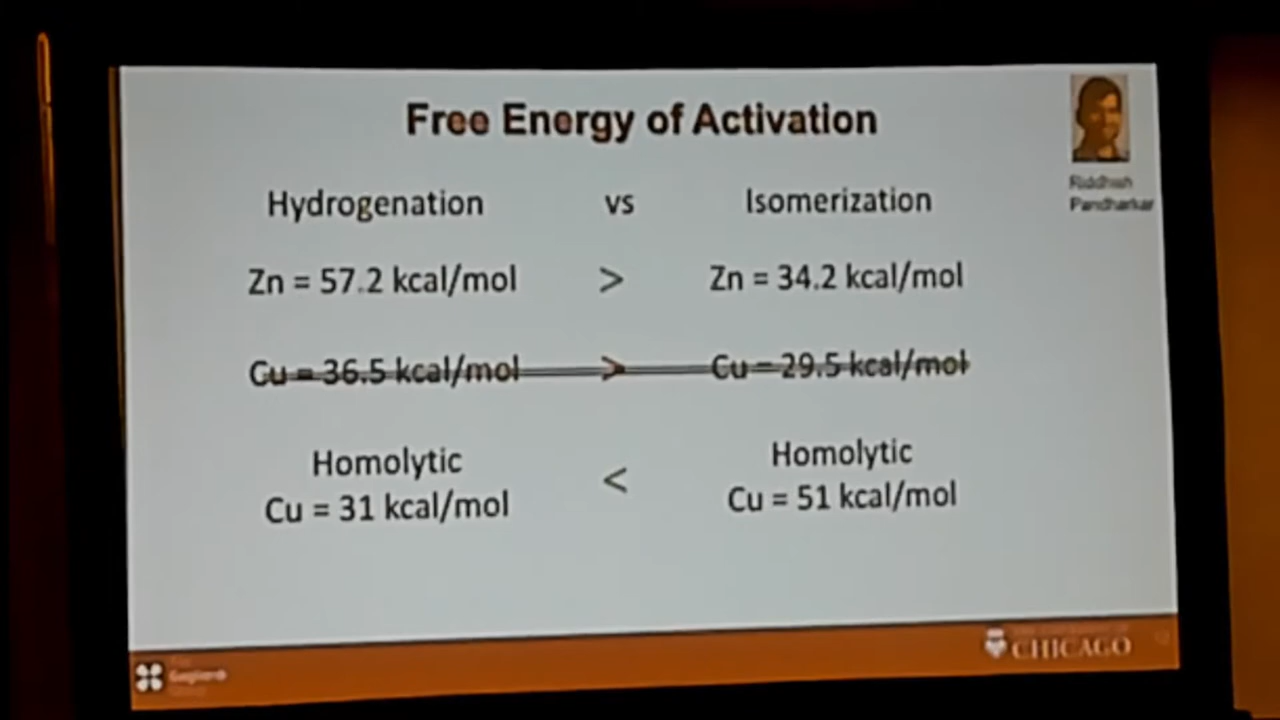 Free Energy of Activation
Hydrogenation vs Isomerization
Riddhish
Pandharkar
Zn = 57.2 kcal/mol > Zn = 34.2 kcal/mol
Cu = 36.5 kcal/mol > Cu = 29.5 kcal/mol
Homolytic < Homolytic
Cu = 31 kcal/mol Cu = 51 kcal/mol
CHICAGO